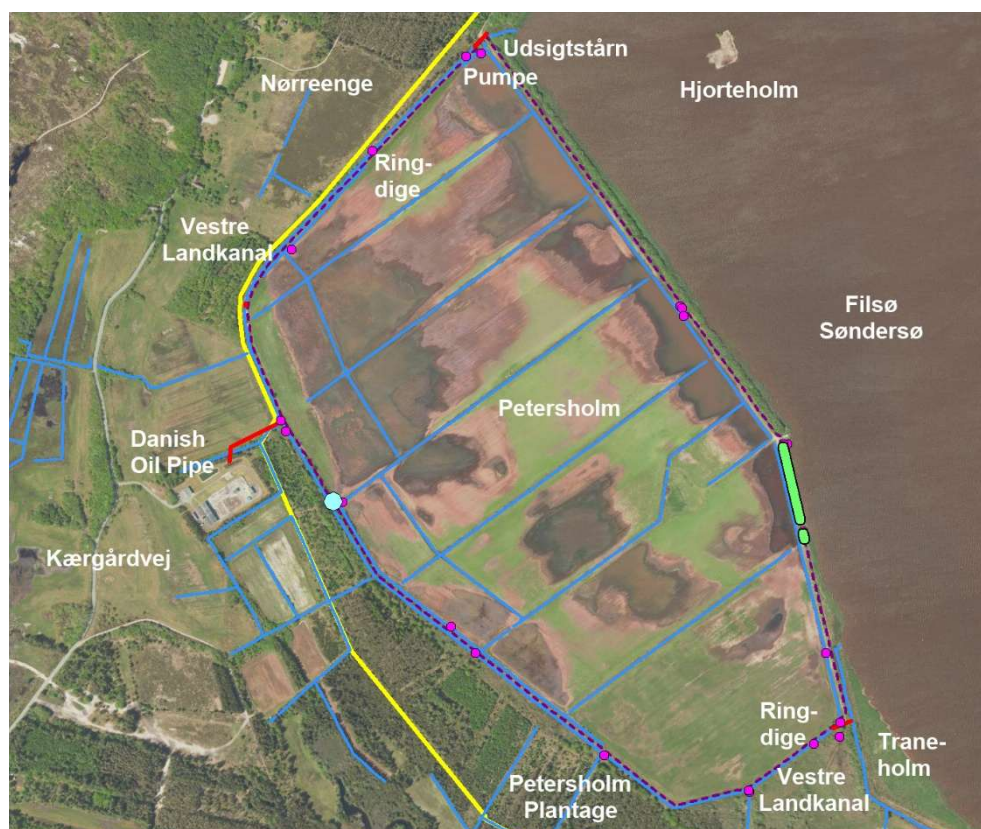 Udsigtstårn
Pumpe
Hjorteholm
Nørreenge
Ring-
dige
Vestre
Landkanal
Filsø
Søndersø
Petersholm
Danish
Oil Pipe
Kærgårdvej
Ring-
dige
Trane-
holm
Vestre
Landkanal
Petersholm
Plantage